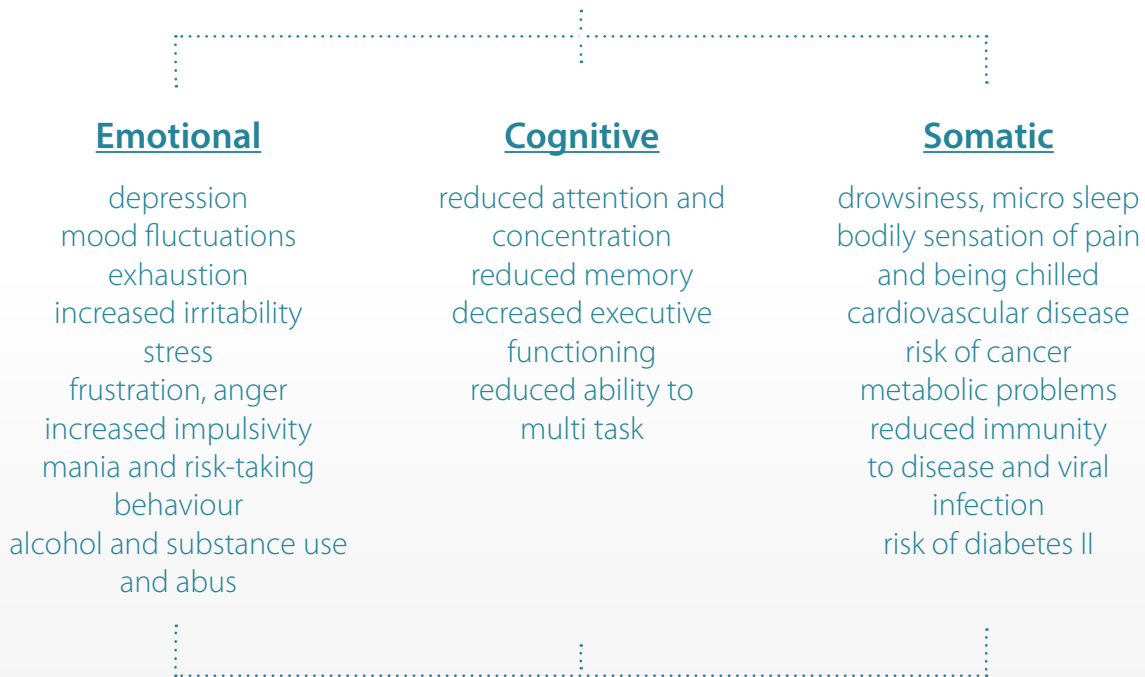 Emotional
depression
mood fluctuations
exhaustion
increased irritability
stress
frustration, anger
increased impulsivity
mania and risk-taking
behaviour
alcohol and substance use
and abus
Cognitive
reduced attention and
concentration
reduced memory
decreased executive
functioning
reduced ability to
multi task
Somatic
drowsiness, micro sleep
bodily sensation of pain
and being chilled
cardiovascular disease
risk of cancer
metabolic problems
reduced immunity
to disease and viral
infection
risk of diabetes II